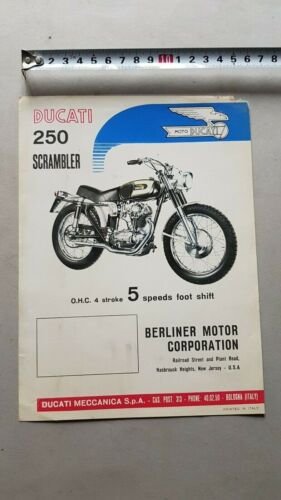 DUCATI
250
SCRAMBLER
MOTO DUCATI
O.H.C. 4 stroke 5 speeds foot shift
BERLINER MOTOR
CORPORATION
Railroad Street and Plant Road,
Hasbrouck Heights, New Jersey - U.S.A
DUCATI MECCANICA S.p.A. - CAS. POST. 313 - PHONE: 40.02.50 - BOLOGNA (ITALY)
PRINTED IN ITALY